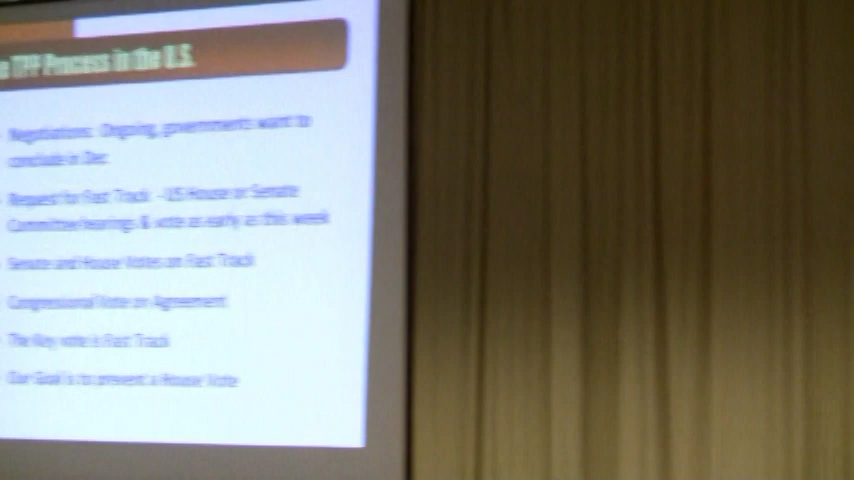 TPP Process in the U.S.
Negotiations: Ongoing, governments want to
conclude in Dec
Request for Fast Track - US House or Senate
Committee hearings & vote as early as this week
Senate and House Votes on Fast Track
Congressional Vote on Agreement
The Key vote is Fast Track
Our Goal is to prevent a House Vote